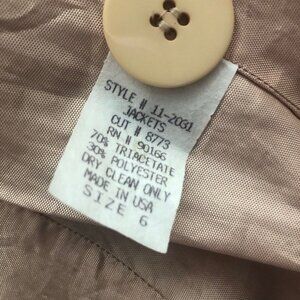 STYLE # 11-2031
JACKETS
CUT # 8773
RN # 90166
70% TRIACETATE
30% POLYESTER
DRY CLEAN ONLY
MADE IN USA
SIZE 6